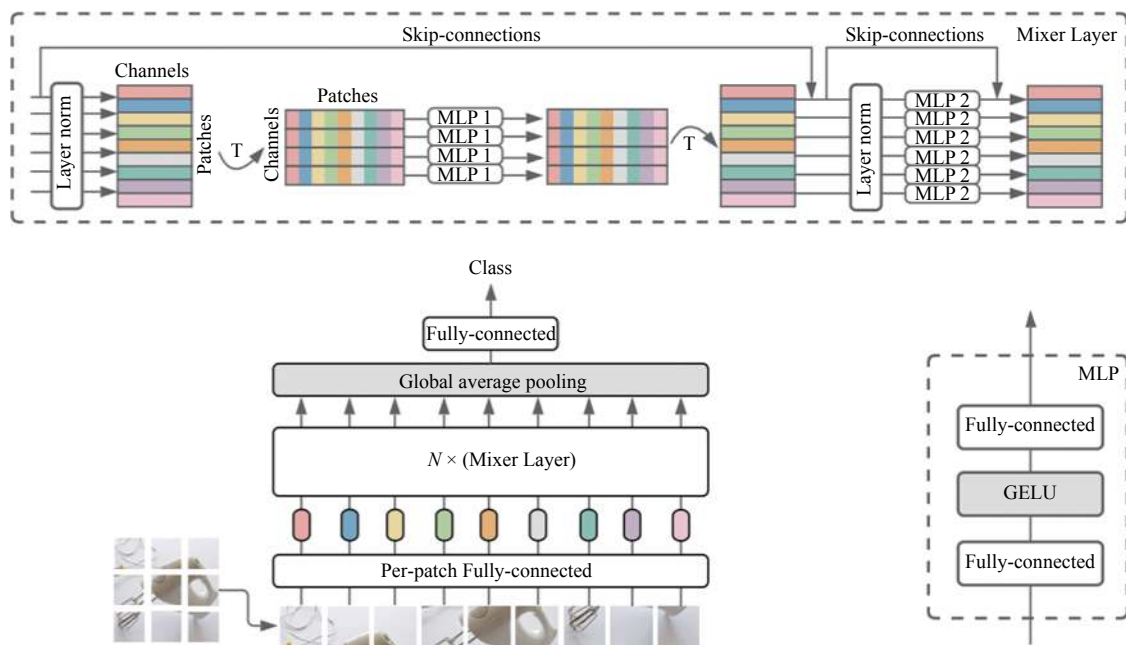 Skip-connections
Skip-connections
Mixer Layer
Channels
Layer norm
Patches
T
Channels
Patches
MLP 1
MLP 1
MLP 1
MLP 1
T
Layer norm
MLP 2
MLP 2
MLP 2
MLP 2
MLP 2
MLP 2
Class
Fully-connected
Global average pooling
N × (Mixer Layer)
Per-patch Fully-connected
MLP
Fully-connected
GELU
Fully-connected